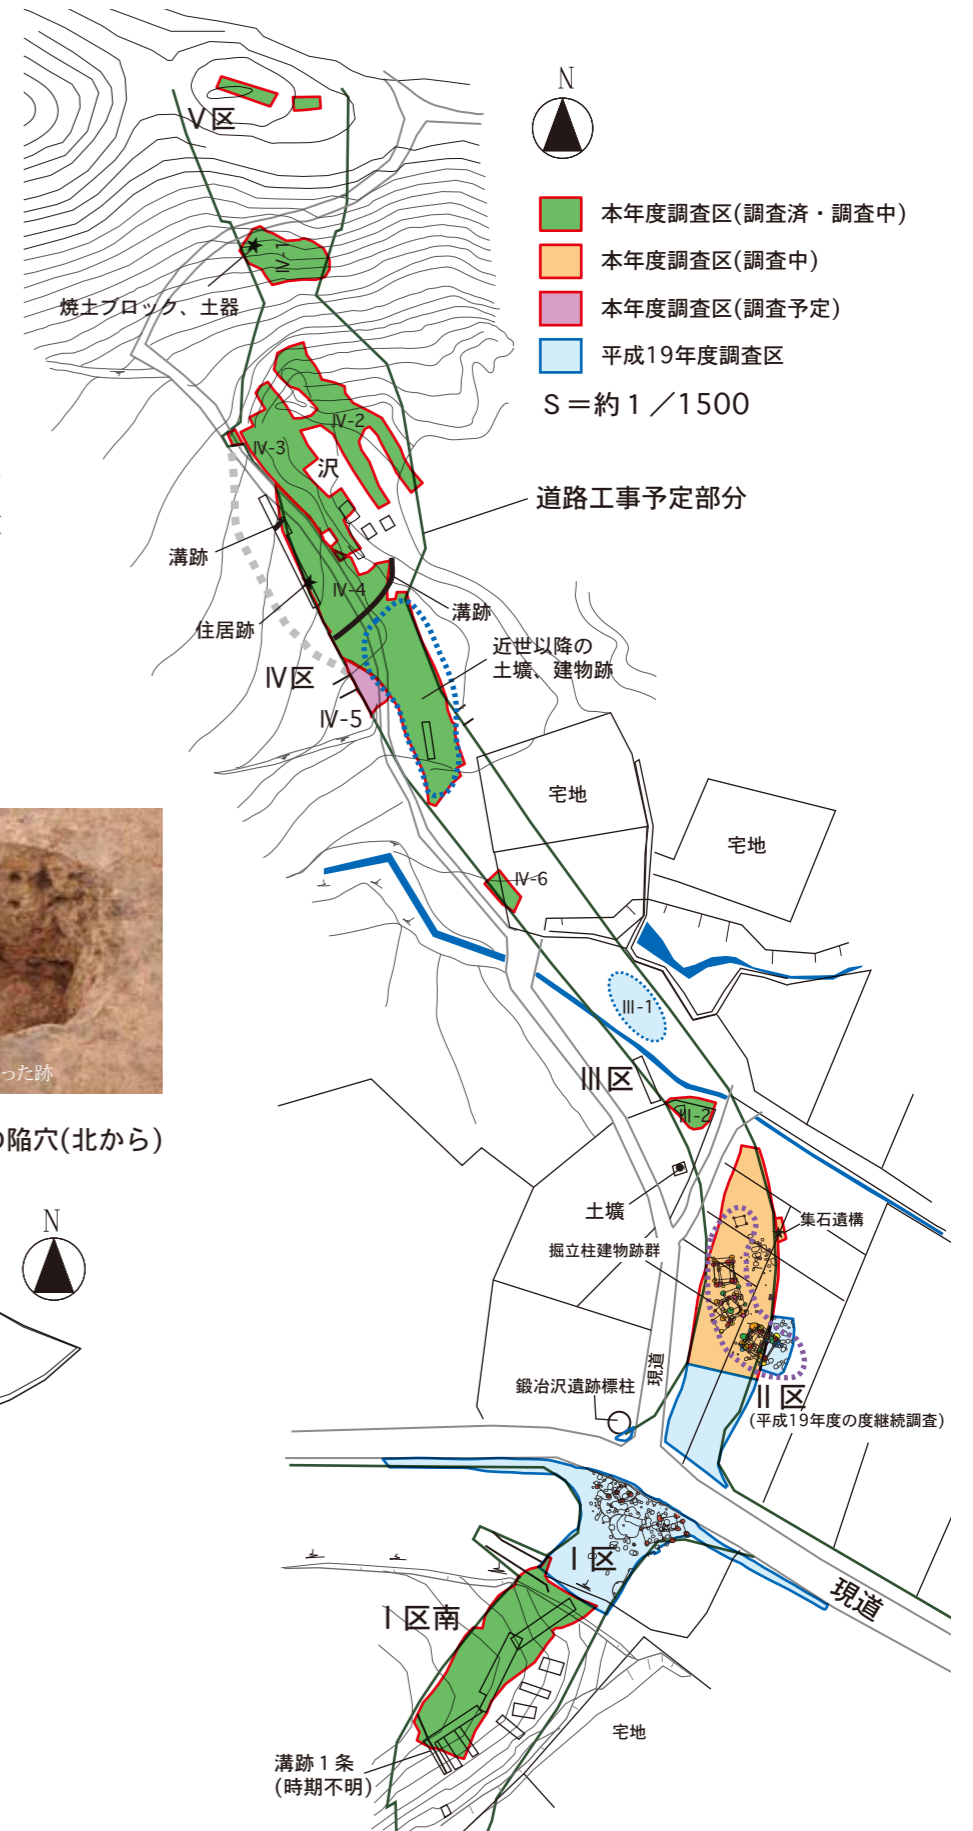 N
本年度調査区(調査済・調査中)
本年度調査区(調査中)
本年度調査区(調査予定)
平成19年度調査区
S＝約１／1500
Ⅴ区
Ⅳ-1
焼土ブロック、土器
Ⅳ-2
Ⅳ-3
沢
道路工事予定部分
溝跡
Ⅳ-4
溝跡
住居跡
近世以降の
土壙、建物跡
Ⅳ区
Ⅳ-5
宅地
宅地
Ⅳ-6
Ⅲ-1
Ⅲ区
Ⅲ-2
った跡
の陥穴(北から)
N
土壙
集石遺構
掘立柱建物跡群
現道
鍛冶沢遺跡標柱
Ⅱ区
(平成19年度の度継続調査)
Ⅰ区
現道
Ⅰ区南
宅地
溝跡１条
(時期不明)